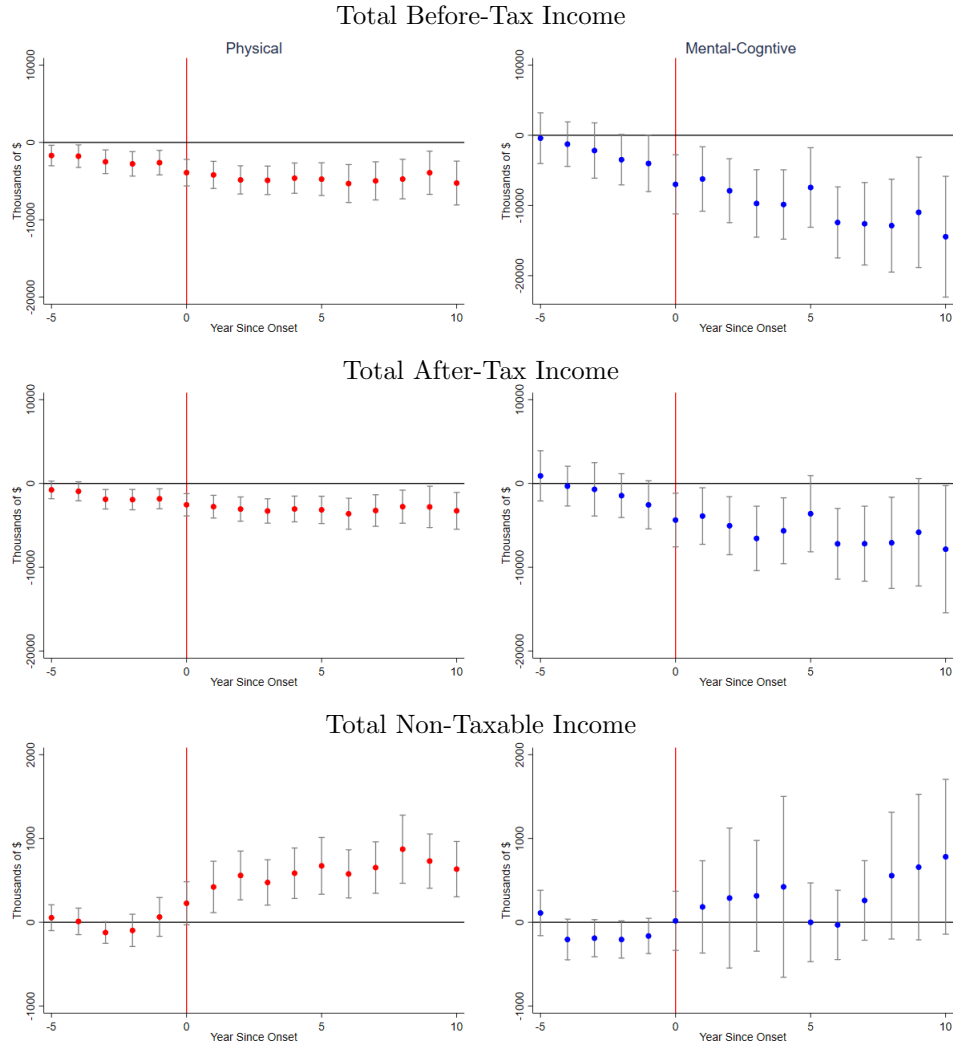 Total Before-Tax Income
Physical
Mental-Cogntive
Thousands of $
10000
0
-10000
-20000
-5
0
5
10
Year Since Onset
Thousands of $
10000
0
-10000
-20000
-5
0
5
10
Year Since Onset
Total After-Tax Income
Thousands of $
10000
0
-10000
-20000
-5
0
5
10
Year Since Onset
Thousands of $
10000
0
-10000
-20000
-5
0
5
10
Year Since Onset
Total Non-Taxable Income
Thousands of $
2000
1000
0
-1000
-5
0
5
10
Year Since Onset
Thousands of $
2000
1000
0
-1000
-5
0
5
10
Year Since Onset